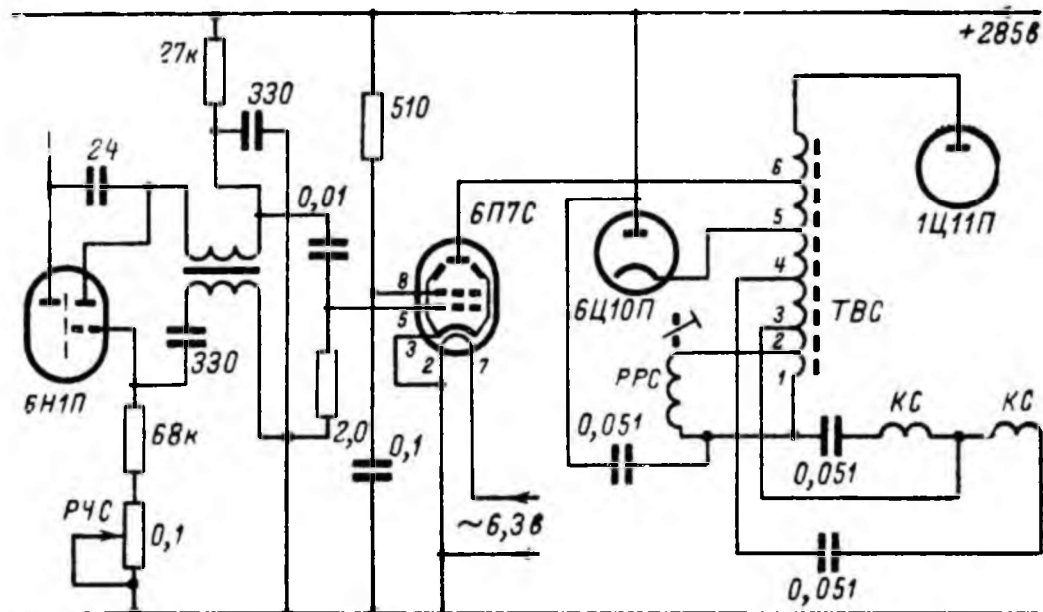 +285в
27к
330
510
24
0,01
6П7С
6
5
4
3
2
1
1Ц11П
6Ц10П
ТВС
8
5
3
2
7
330
6Н1П
РРС
КС
КС
68к
2,0
0,1
0,051
0,051
РЧС
0,1
~6,3в
0,051